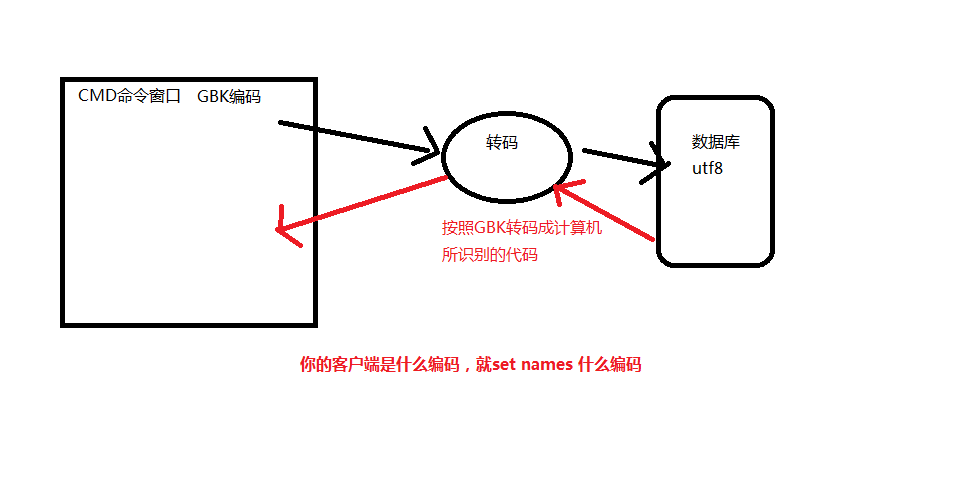 CMD命令窗口 GBK编码
转码
数据库
utf8
按照GBK转码成计算机
所识别的代码
你的客户端是什么编码，就set names 什么编码